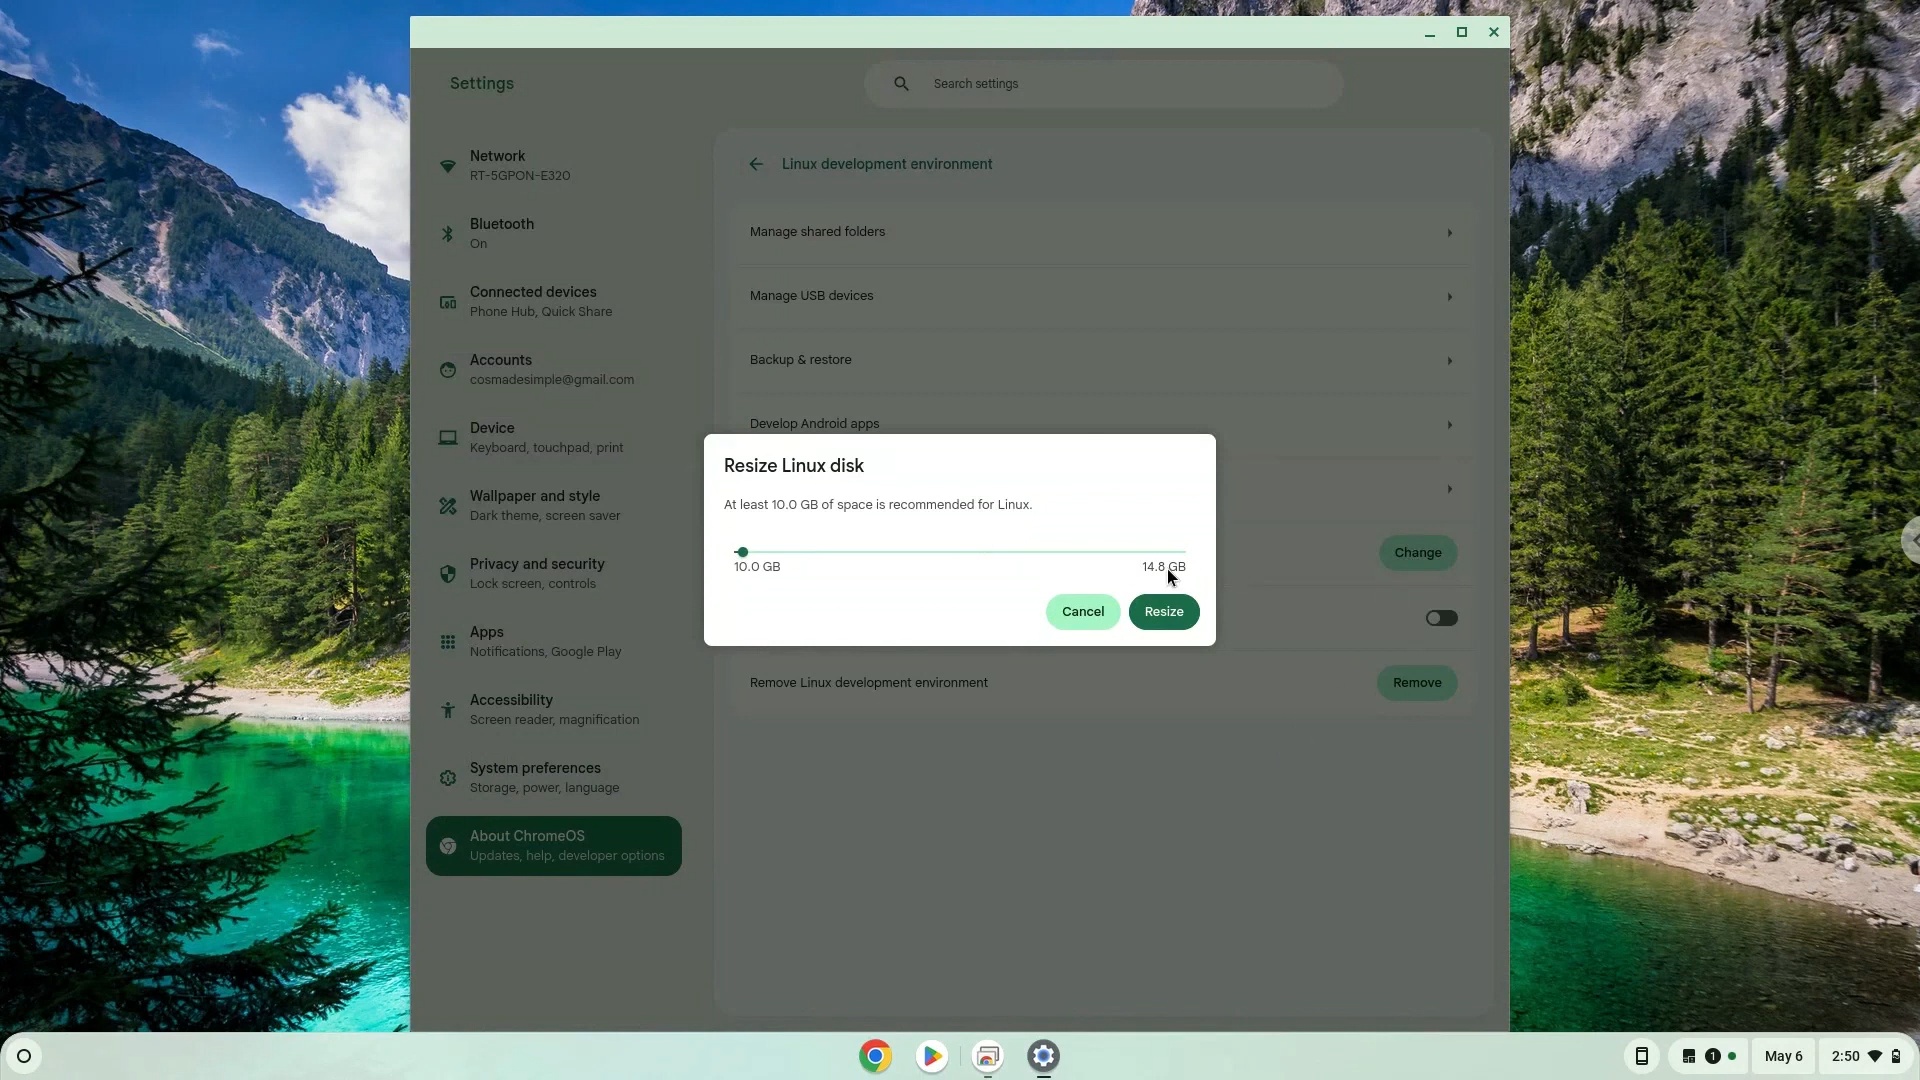 Settings
Search settings
Network
RT-5GPON-E320
Bluetooth
On
Connected devices
Phone Hub, Quick Share
Accounts
cosmadesimple@gmail.com
Device
Keyboard, touchpad, print
Wallpaper and style
Dark theme, screen saver
Privacy and security
Lock screen, controls
Apps
Notifications, Google Play
Accessibility
Screen reader, magnification
System preferences
Storage, power, language
About ChromeOS
Updates, help, developer options
Linux development environment
Manage shared folders
Manage USB devices
Backup & restore
Develop Android apps
Change
Resize Linux disk
At least 10.0 GB of space is recommended for Linux.
10.0 GB
14.8 GB
Cancel
Resize
Remove Linux development environment
Remove
1
May 6
2:50